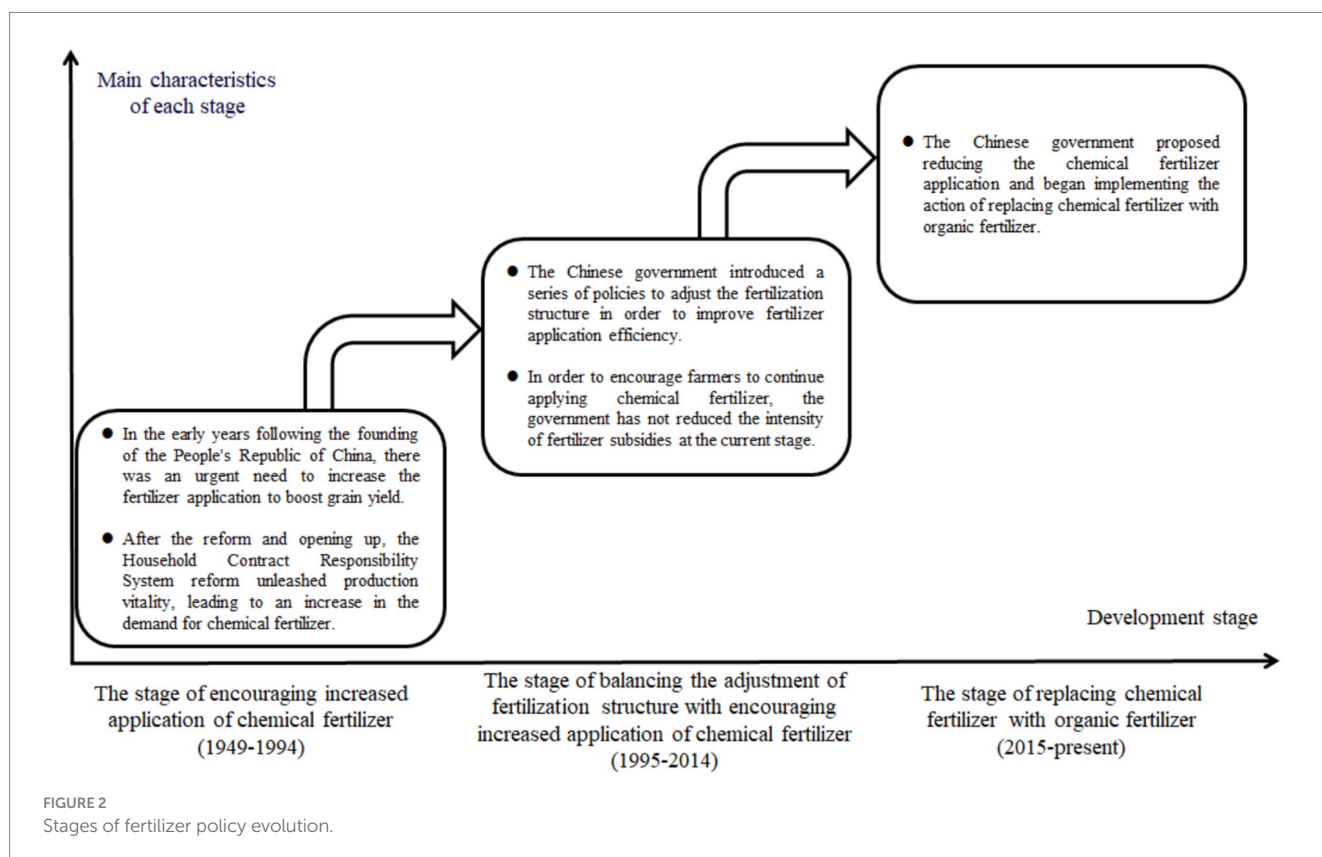 Main characteristics
of each stage
● The Chinese government proposed
reducing the chemical fertilizer
application and began implementing the
action of replacing chemical fertilizer with
organic fertilizer.
● The Chinese government introduced a
series of policies to adjust the fertilization
structure in order to improve fertilizer
application efficiency.
● In order to encourage farmers to continue
applying chemical fertilizer, the
government has not reduced the intensity
of fertilizer subsidies at the current stage.
● In the early years following the founding
of the People's Republic of China, there
was an urgent need to increase the
fertilizer application to boost grain yield.
● After the reform and opening up, the
Household Contract Responsibility
System reform unleashed production
vitality, leading to an increase in the
demand for chemical fertilizer.
Development stage
The stage of encouraging increased
application of chemical fertilizer
(1949-1994)
The stage of balancing the adjustment of
fertilization structure with encouraging
increased application of chemical fertilizer
(1995-2014)
The stage of replacing chemical
fertilizer with organic fertilizer
(2015-present)
FIGURE 2
Stages of fertilizer policy evolution.